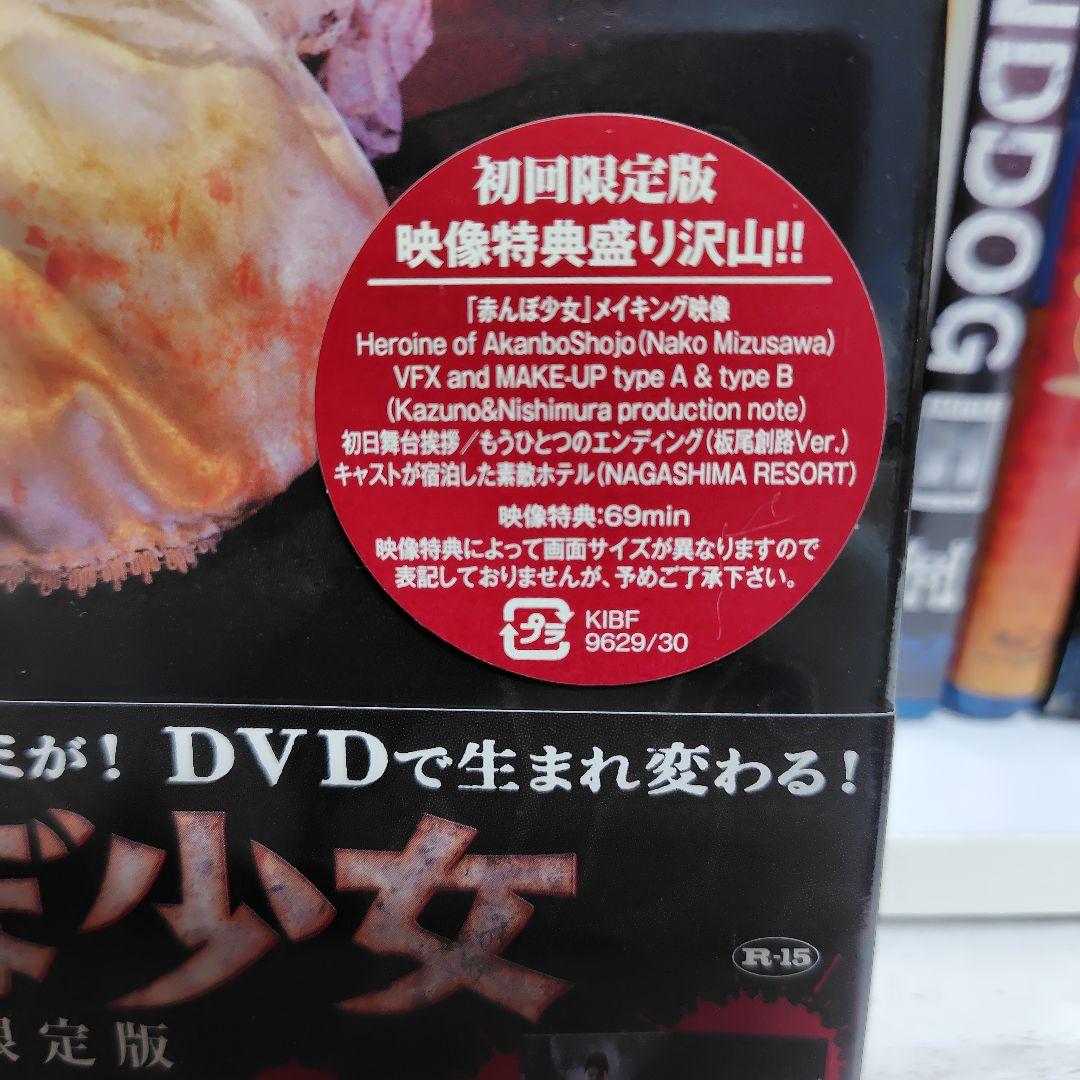 初回限定版
映像特典盛り沢山!!
「赤んぼ少女」メイキング映像
Heroine of AkanboShojo(Nako Mizusawa)
VFX and MAKE-UP type A & type B
(Kazuno&Nishimura production note)
初日舞台挨拶/もうひとつのエンディング(板尾創路Ver.)
キャストが宿泊した素敵ホテル(NAGASHIMA RESORT)
映像特典:69min
映像特典によって画面サイズが異なりますので
表記しておりませんが、予めご了承下さい。
プラ
KIBF
9629/30
が! DVDで生まれ変わる!
ぼ少女
R-15
限定版
NDDOG